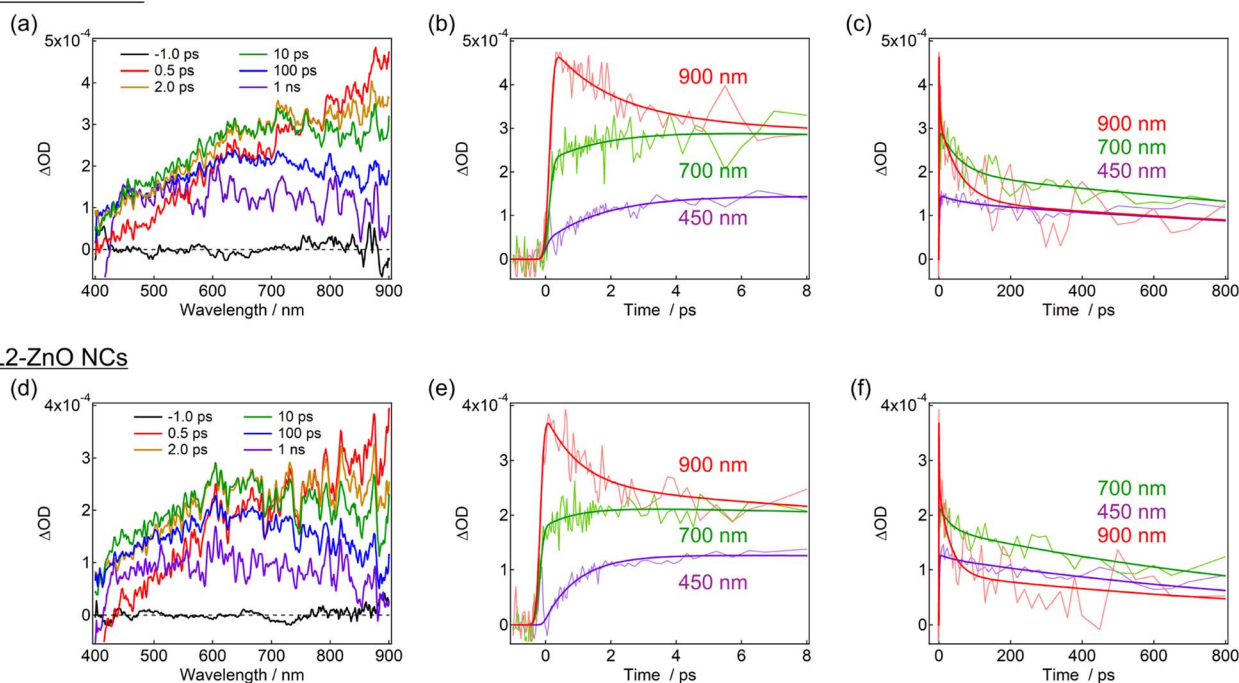 (a)
5x10⁻⁴
4
3
2
1
0
ΔOD
-1.0 ps
0.5 ps
2.0 ps
10 ps
100 ps
1 ns
400 500 600 700 800 900
Wavelength / nm
(b)
5x10⁻⁴
4
3
2
1
0
ΔOD
900 nm
700 nm
450 nm
0 2 4 6 8
Time / ps
(c)
5x10⁻⁴
4
3
2
1
0
ΔOD
900 nm
700 nm
450 nm
0 200 400 600 800
Time / ps
2-ZnO NCs
(d)
4x10⁻⁴
3
2
1
0
ΔOD
-1.0 ps
0.5 ps
2.0 ps
10 ps
100 ps
1 ns
400 500 600 700 800 900
Wavelength / nm
(e)
4x10⁻⁴
3
2
1
0
ΔOD
900 nm
700 nm
450 nm
0 2 4 6 8
Time / ps
(f)
4x10⁻⁴
3
2
1
0
ΔOD
700 nm
450 nm
900 nm
0 200 400 600 800
Time / ps